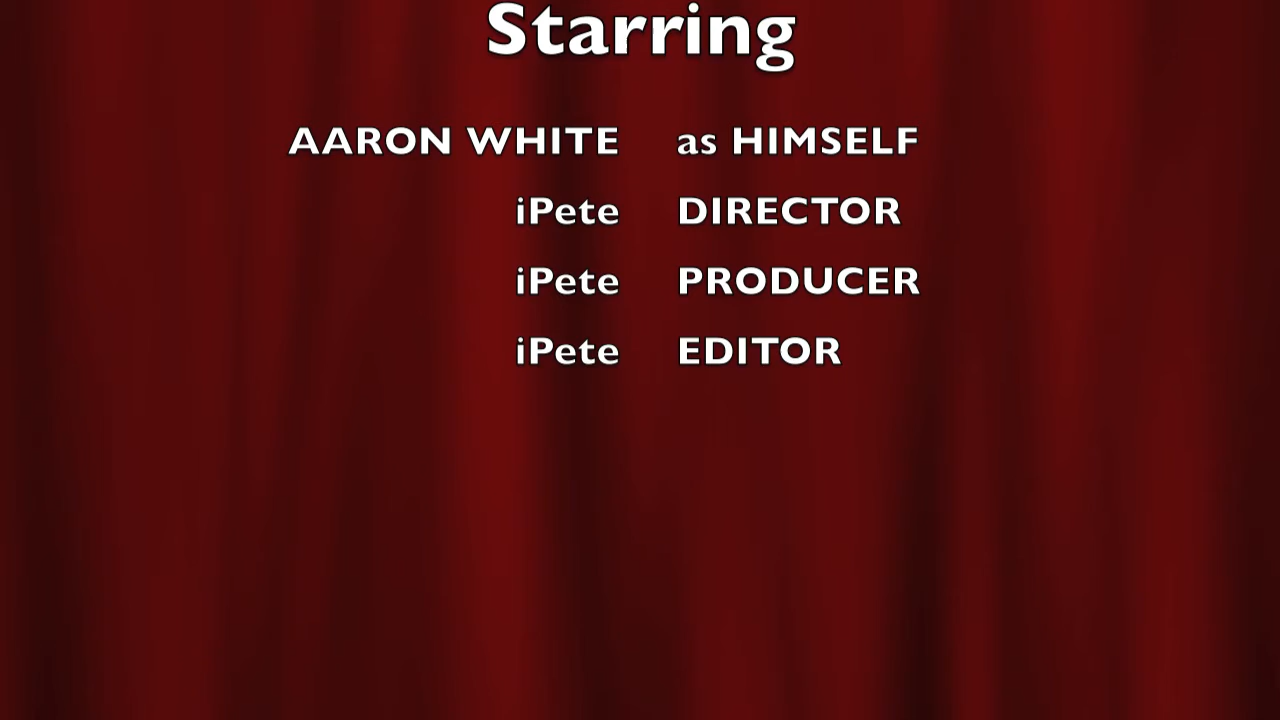 Starring
AARON WHITE as HIMSELF
iPete DIRECTOR
iPete PRODUCER
iPete EDITOR